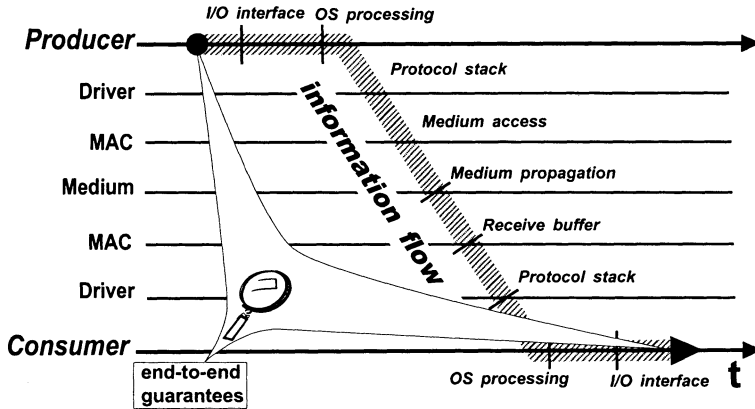 I/O interface
OS processing
Producer
Protocol stack
Driver
Medium access
MAC
information flow
Medium propagation
Medium
Receive buffer
MAC
Protocol stack
Driver
Consumer
end-to-end
guarantees
OS processing
I/O interface
t